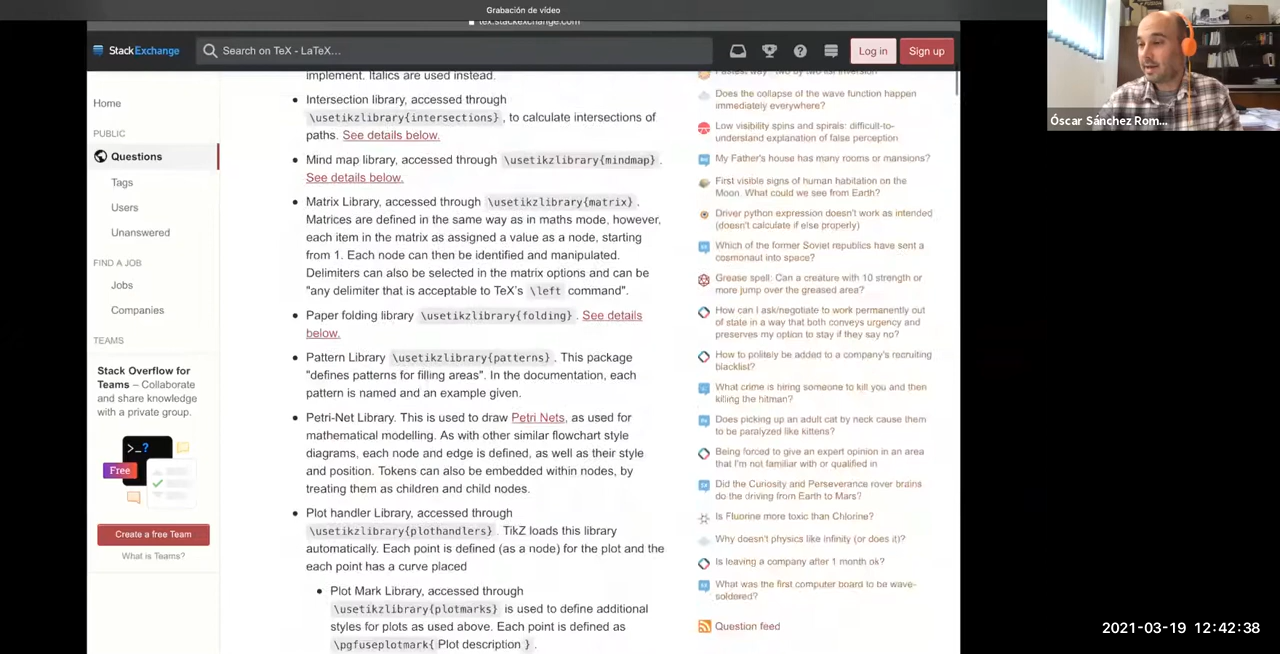 Grabación de vídeo
tex.stackexchange.com
StackExchange
Search on TeX - LaTeX…
Log in
Sign up
Óscar Sánchez Rom...
Home
PUBLIC
Questions
Tags
Users
Unanswered
FIND A JOB
Jobs
Companies
TEAMS
Stack Overflow for
Teams – Collaborate
and share knowledge
with a private group.
>_?
Free
Create a free Team
What is Teams?
implement. Italics are used instead.
Intersection library, accessed through
\usetikzlibrary{intersections}, to calculate intersections of
paths. See details below.
Mind map library, accessed through \usetikzlibrary{mindmap}.
See details below.
Matrix Library, accessed through \usetikzlibrary{matrix}.
Matrices are defined in the same way as in maths mode, however,
each item in the matrix as assigned a value as a node, starting
from 1. Each node can then be identified and manipulated.
Delimiters can also be selected in the matrix options and can be
"any delimiter that is acceptable to TeX's \left command".
Paper folding library \usetikzlibrary{folding}. See details
below.
Pattern Library \usetikzlibrary{patterns}. This package
"defines patterns for filling areas". In the documentation, each
pattern is named and an example given.
Petri-Net Library. This is used to draw Petri Nets, as used for
mathematical modelling. As with other similar flowchart style
diagrams, each node and edge is defined, as well as their style
and position. Tokens can also be embedded within nodes, by
treating them as children and child nodes.
Plot handler Library, accessed through
\usetikzlibrary{plothandlers}. TikZ loads this library
automatically. Each point is defined (as a node) for the plot and the
each point has a curve placed
Plot Mark Library, accessed through
\usetikzlibrary{plotmarks} is used to define additional
styles for plots as used above. Each point is defined as
\pgfuseplotmark{ Plot description }.
Does the collapse of the wave function happen
immediately everywhere?
Low visibility spins and spirals: difficult-to-
understand explanation of false perception
My Father's house has many rooms or mansions?
First visible signs of human habitation on the
Moon. What could we see from Earth?
Driver python expression doesn't work as intended
(doesn't calculate if else properly)
Which of the former Soviet republics have sent a
cosmonaut into space?
Grease spell: Can a creature with 10 strength or
more jump over the greased area?
How can I ask/negotiate to work permanently out
of state in a way that both conveys urgency and
preserves my option to stay if they say no?
How to politely be added to a company's recruiting
blacklist?
What crime is hiring someone to kill you and then
killing the hitman?
Does picking up an adult cat by neck cause them
to be paralyzed like kittens?
Being forced to give an expert opinion in an area
that I'm not familiar with or qualified in
Did the Curiosity and Perseverance rover brains
do the driving from Earth to Mars?
Is Fluorine more toxic than Chlorine?
Why doesn't physics like infinity (or does it)?
Is leaving a company after 1 month ok?
What was the first computer board to be wave-
soldered?
Question feed
2021-03-19 12:42:38